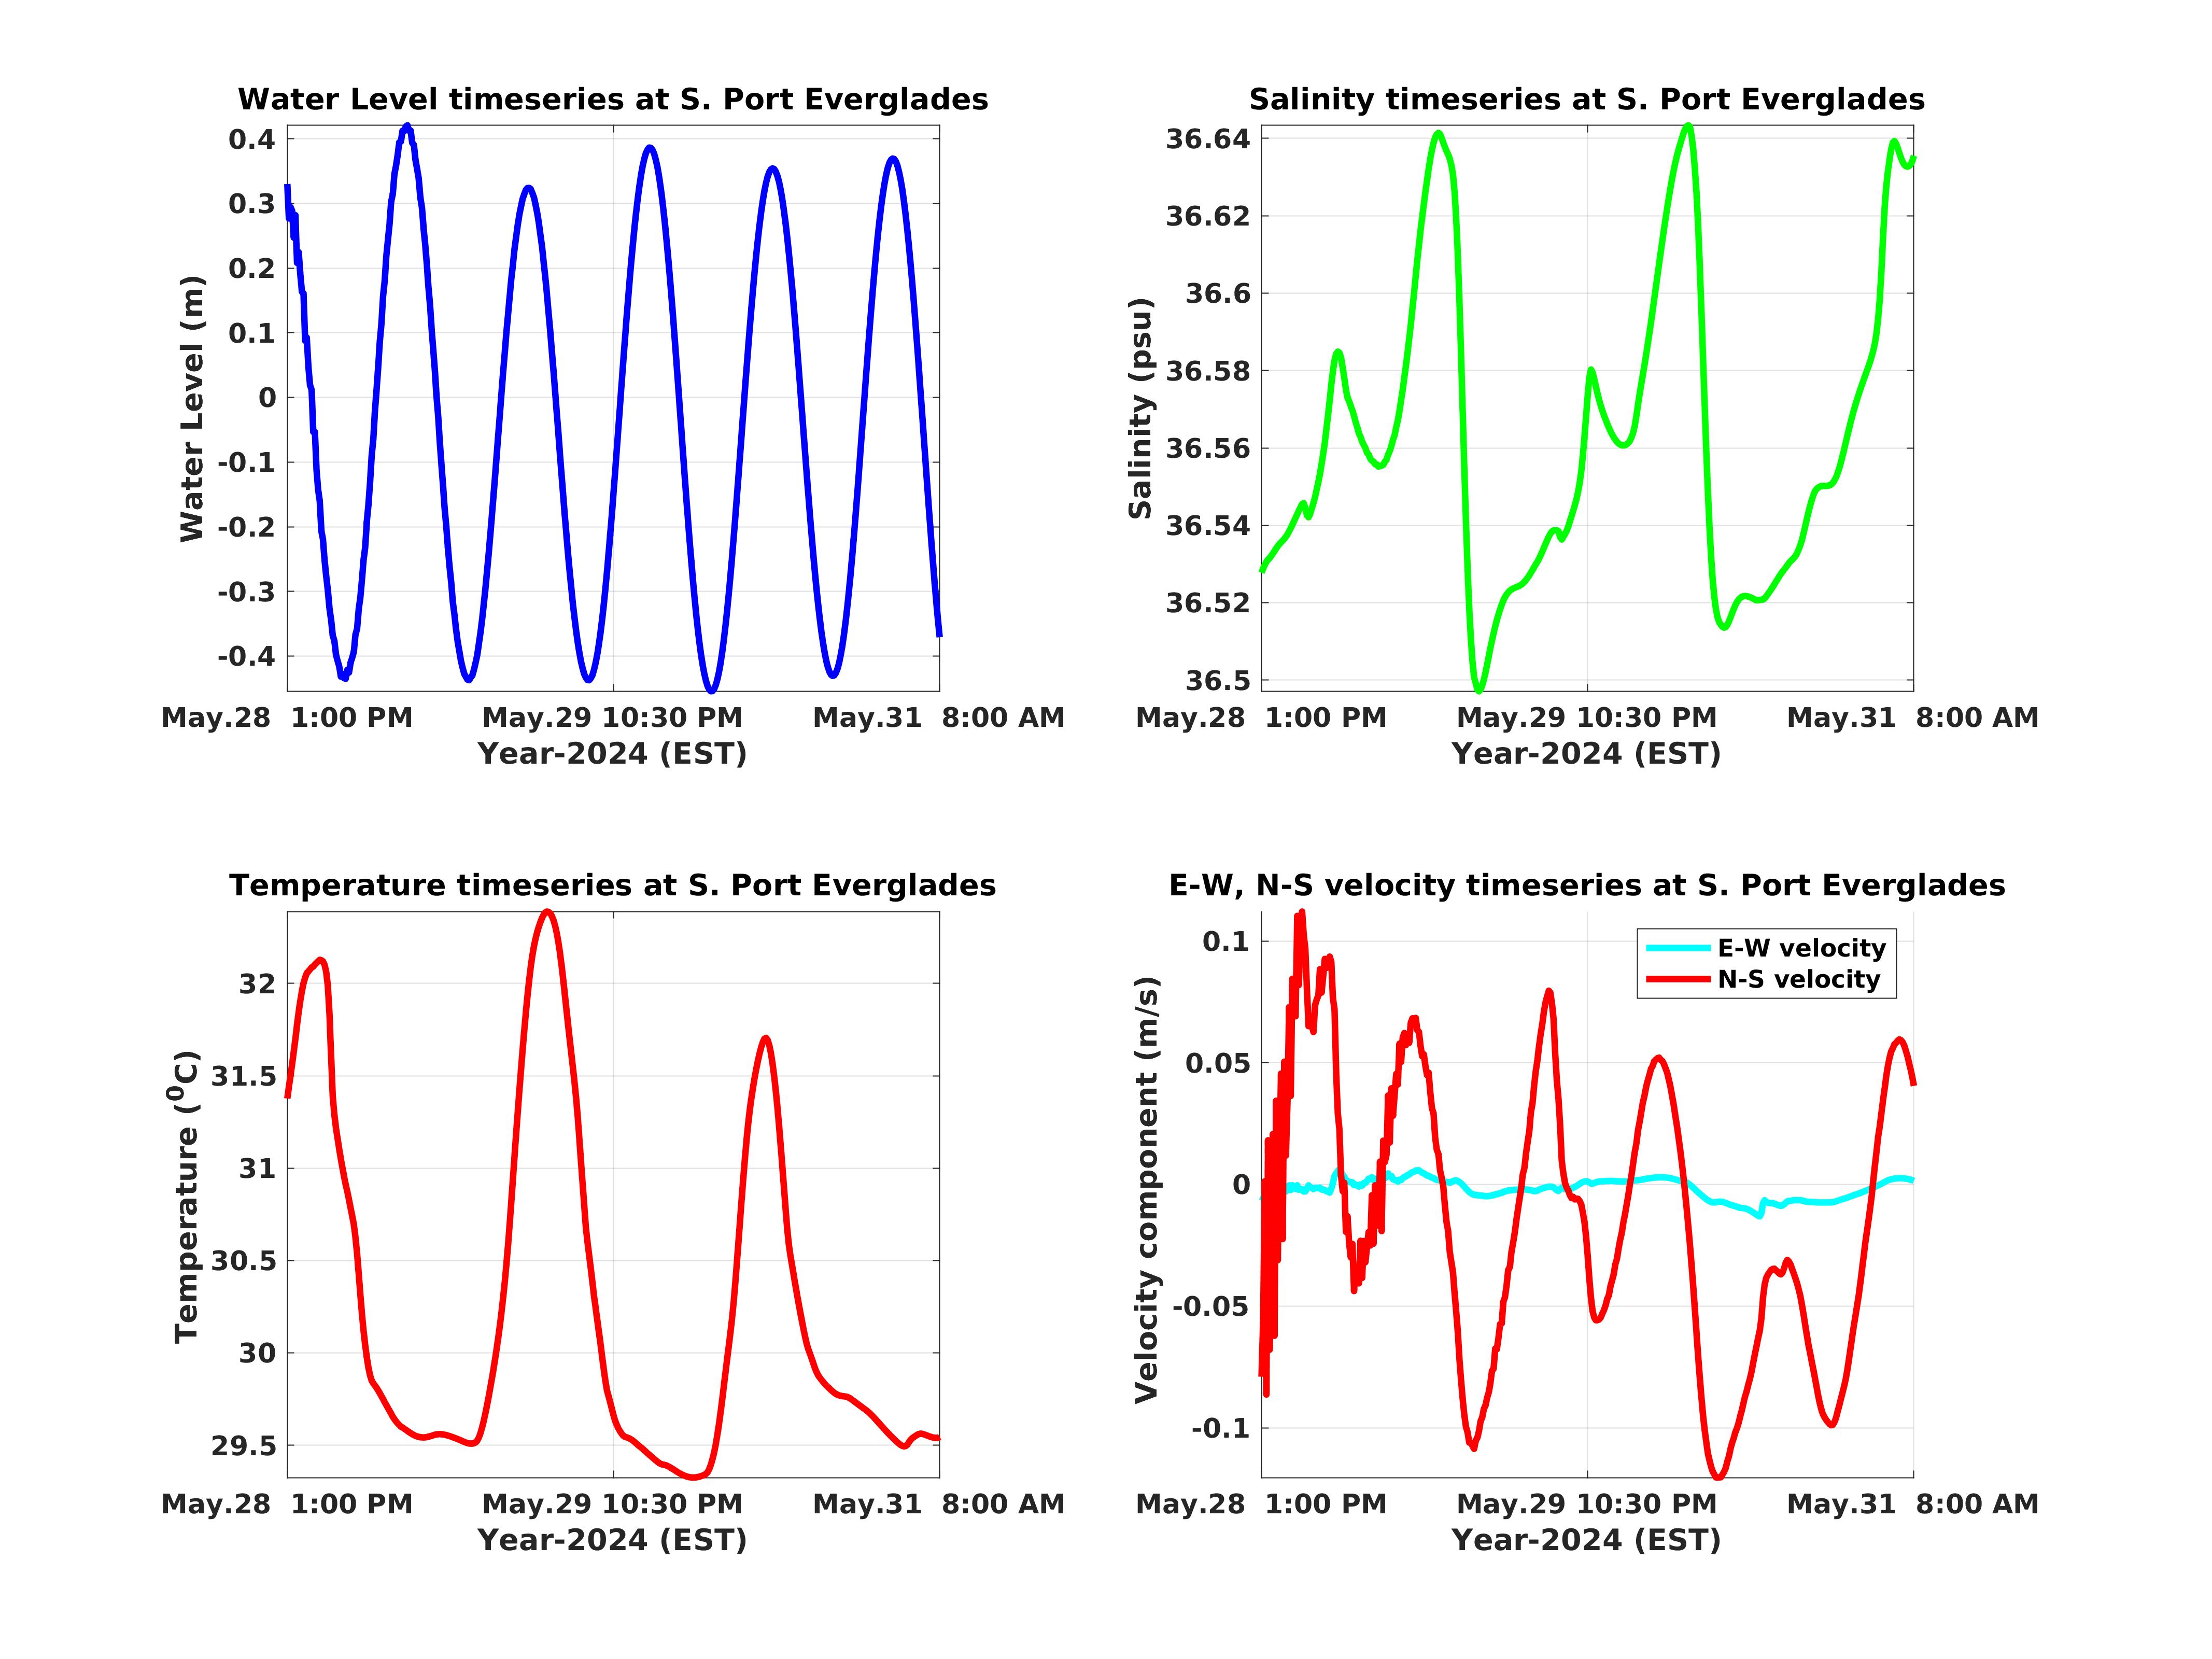 Water Level timeseries at S. Port Everglades
Water Level (m)
0.4
0.3
0.2
0.1
0
-0.1
-0.2
-0.3
-0.4
May.28 1:00 PM
May.29 10:30 PM
May.31 8:00 AM
Year-2024 (EST)
Salinity timeseries at S. Port Everglades
Salinity (psu)
36.64
36.62
36.6
36.58
36.56
36.54
36.52
36.5
May.28 1:00 PM
May.29 10:30 PM
May.31 8:00 AM
Year-2024 (EST)
Temperature timeseries at S. Port Everglades
Temperature (⁰C)
32
31.5
31
30.5
30
29.5
May.28 1:00 PM
May.29 10:30 PM
May.31 8:00 AM
Year-2024 (EST)
E-W, N-S velocity timeseries at S. Port Everglades
Velocity component (m/s)
0.1
0.05
0
-0.05
-0.1
E-W velocity
N-S velocity
May.28 1:00 PM
May.29 10:30 PM
May.31 8:00 AM
Year-2024 (EST)